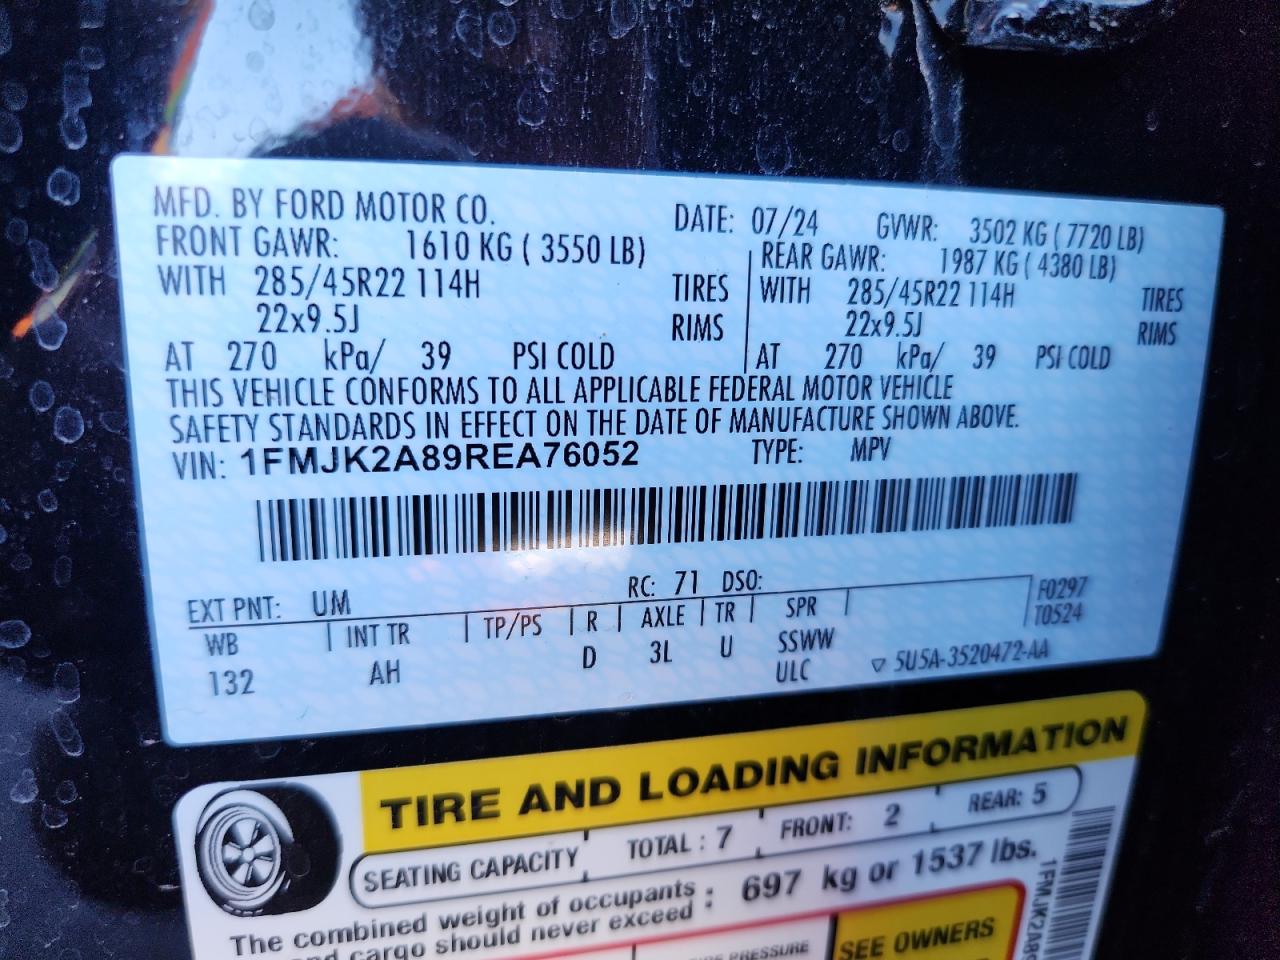 MFD. BY FORD MOTOR CO.
DATE: 07/24 GVWR: 3502 KG ( 7720 LB)
FRONT GAWR: 1610 KG ( 3550 LB) REAR GAWR: 1987 KG ( 4380 LB)
WITH 285/45R22 114H TIRES WITH 285/45R22 114H TIRES
22x9.5J RIMS 22x9.5J RIMS
AT 270 kPa/ 39 PSI COLD AT 270 kPa/ 39 PSI COLD
THIS VEHICLE CONFORMS TO ALL APPLICABLE FEDERAL MOTOR VEHICLE
SAFETY STANDARDS IN EFFECT ON THE DATE OF MANUFACTURE SHOWN ABOVE.
VIN: 1FMJK2A89REA76052 TYPE: MPV
EXT PNT: UM RC: 71 DSO: F0297
WB INT TR TP/PS R AXLE TR SPR T0524
132 AH D 3L U SSWW
ULC 5U5A-3520472-AA
TIRE AND LOADING INFORMATION
SEATING CAPACITY TOTAL : 7 FRONT: 2 REAR: 5
The combined weight of occupants
and cargo should never exceed : 697 kg or 1537 lbs.
PRESSURE
SEE OWNERS
1FMJK2A89